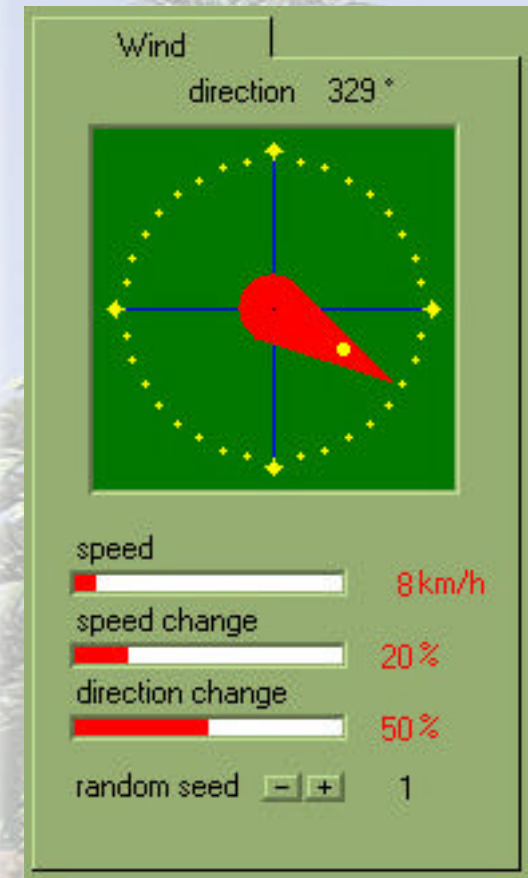 Wind
direction 329°
speed
8 km/h
speed change
20%
direction change
50%
random seed - + 1